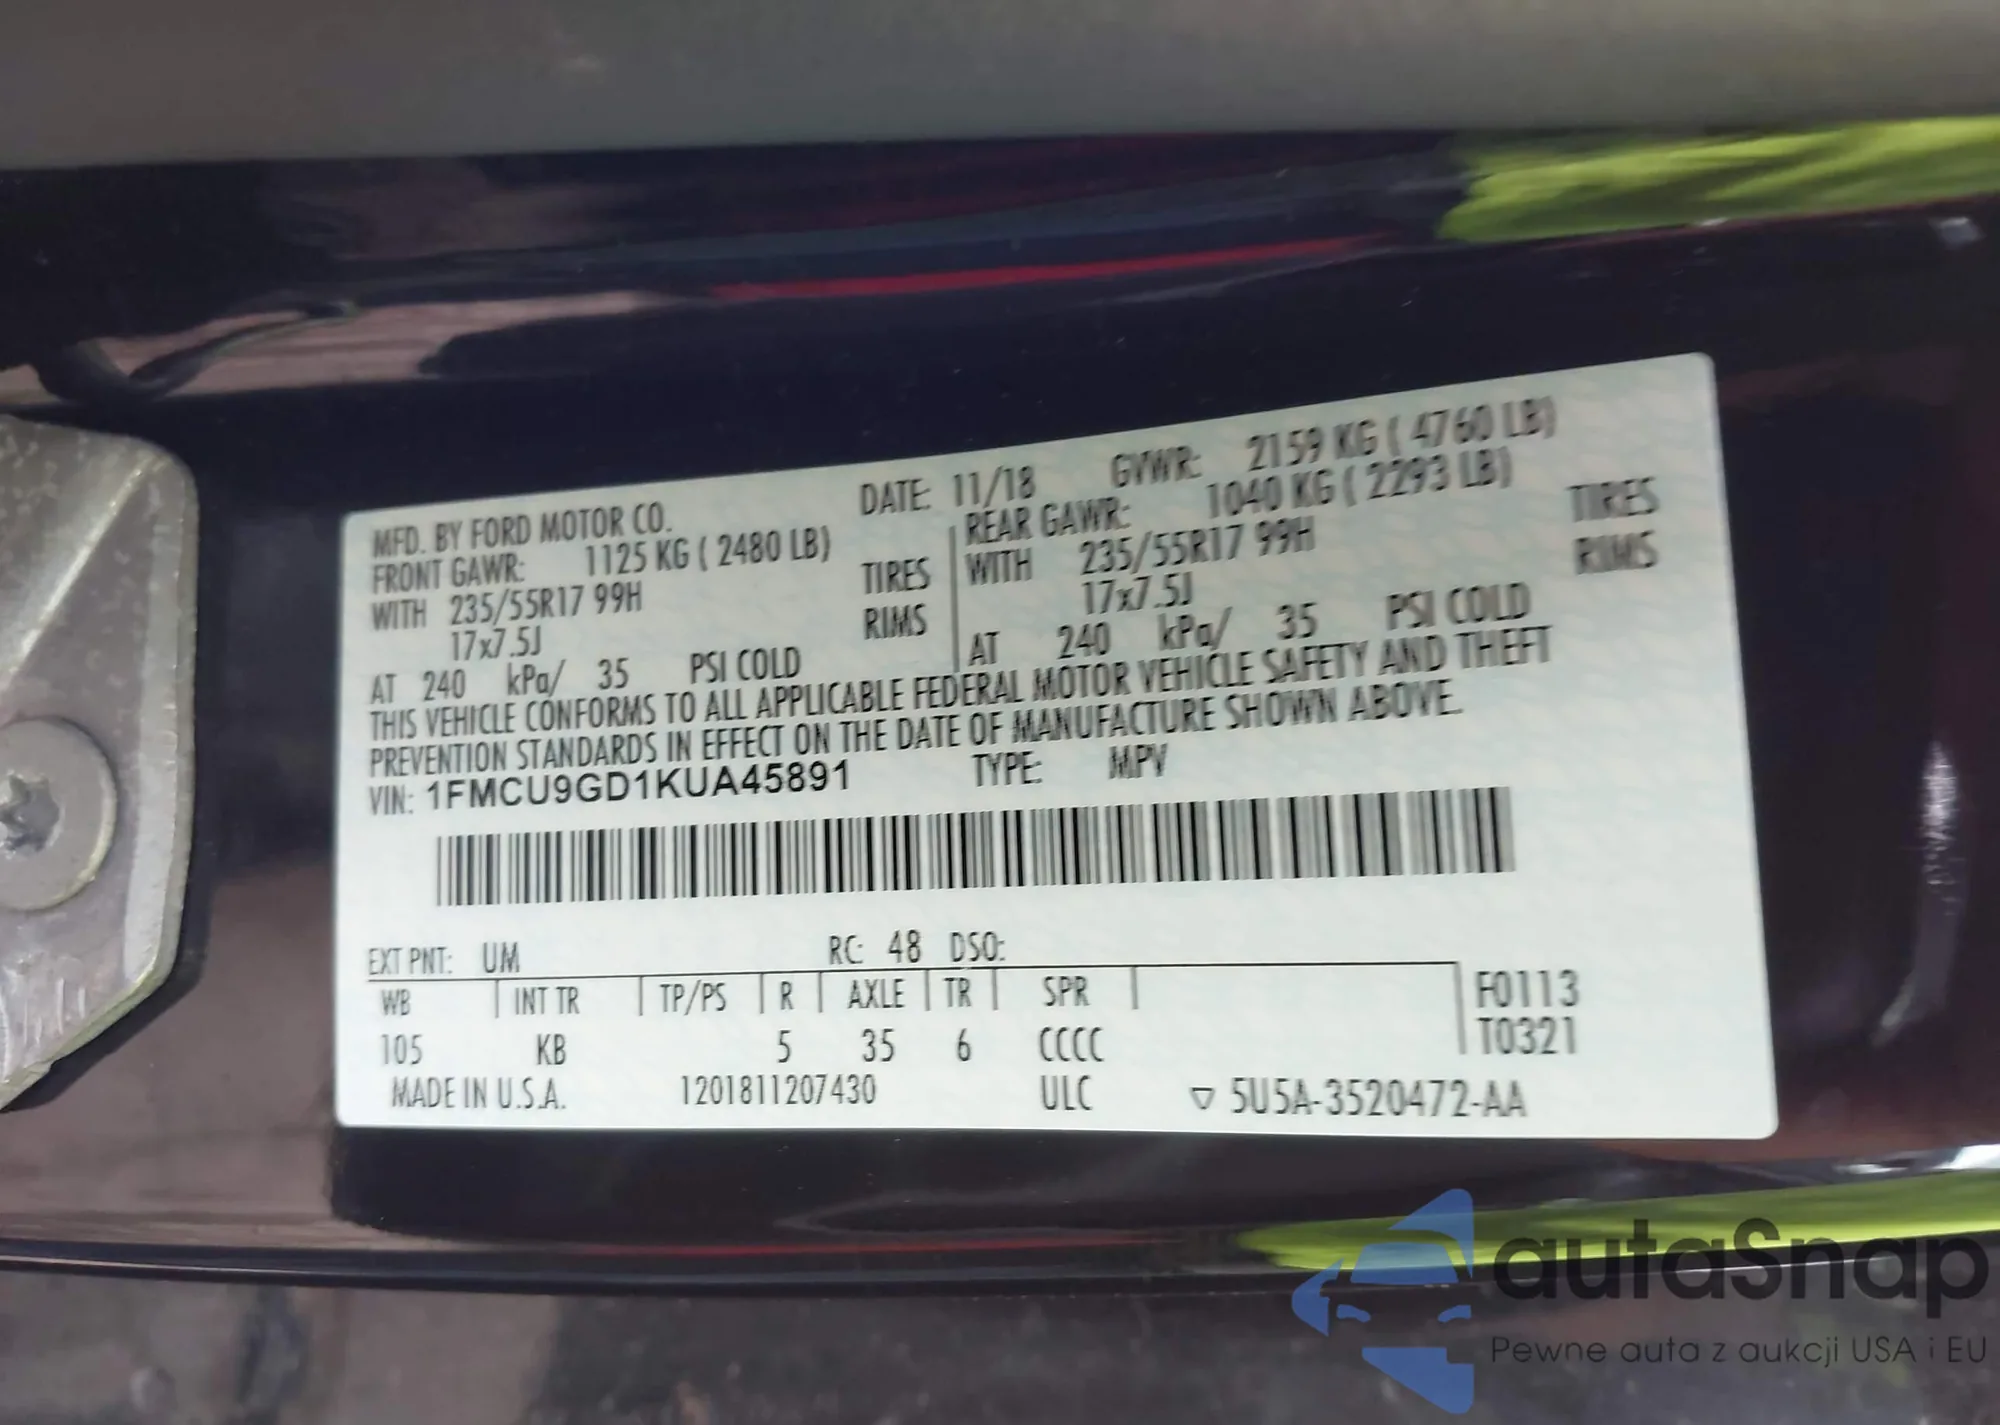 MFD. BY FORD MOTOR CO. DATE: 11/18 GVWR: 2159 KG ( 4760 LB)
FRONT GAWR: 1125 KG ( 2480 LB) REAR GAWR: 1040 KG ( 2293 LB)
WITH 235/55R17 99H TIRES WITH 235/55R17 99H TIRES
17x7.5J RIMS 17x7.5J RIMS
AT 240 kPa/ 35 PSI COLD AT 240 kPa/ 35 PSI COLD
THIS VEHICLE CONFORMS TO ALL APPLICABLE FEDERAL MOTOR VEHICLE SAFETY AND THEFT
PREVENTION STANDARDS IN EFFECT ON THE DATE OF MANUFACTURE SHOWN ABOVE.
VIN: 1FMCU9GD1KUA45891 TYPE: MPV
EXT PNT: UM RC: 48 DSO:
WB INT TR TP/PS R AXLE TR SPR F0113
105 KB 5 35 6 CCCC T0321
MADE IN U.S.A. 1201811207430 ULC ▽ 5U5A-3520472-AA
autaSnap
Pewne auta z aukcji USA i EU